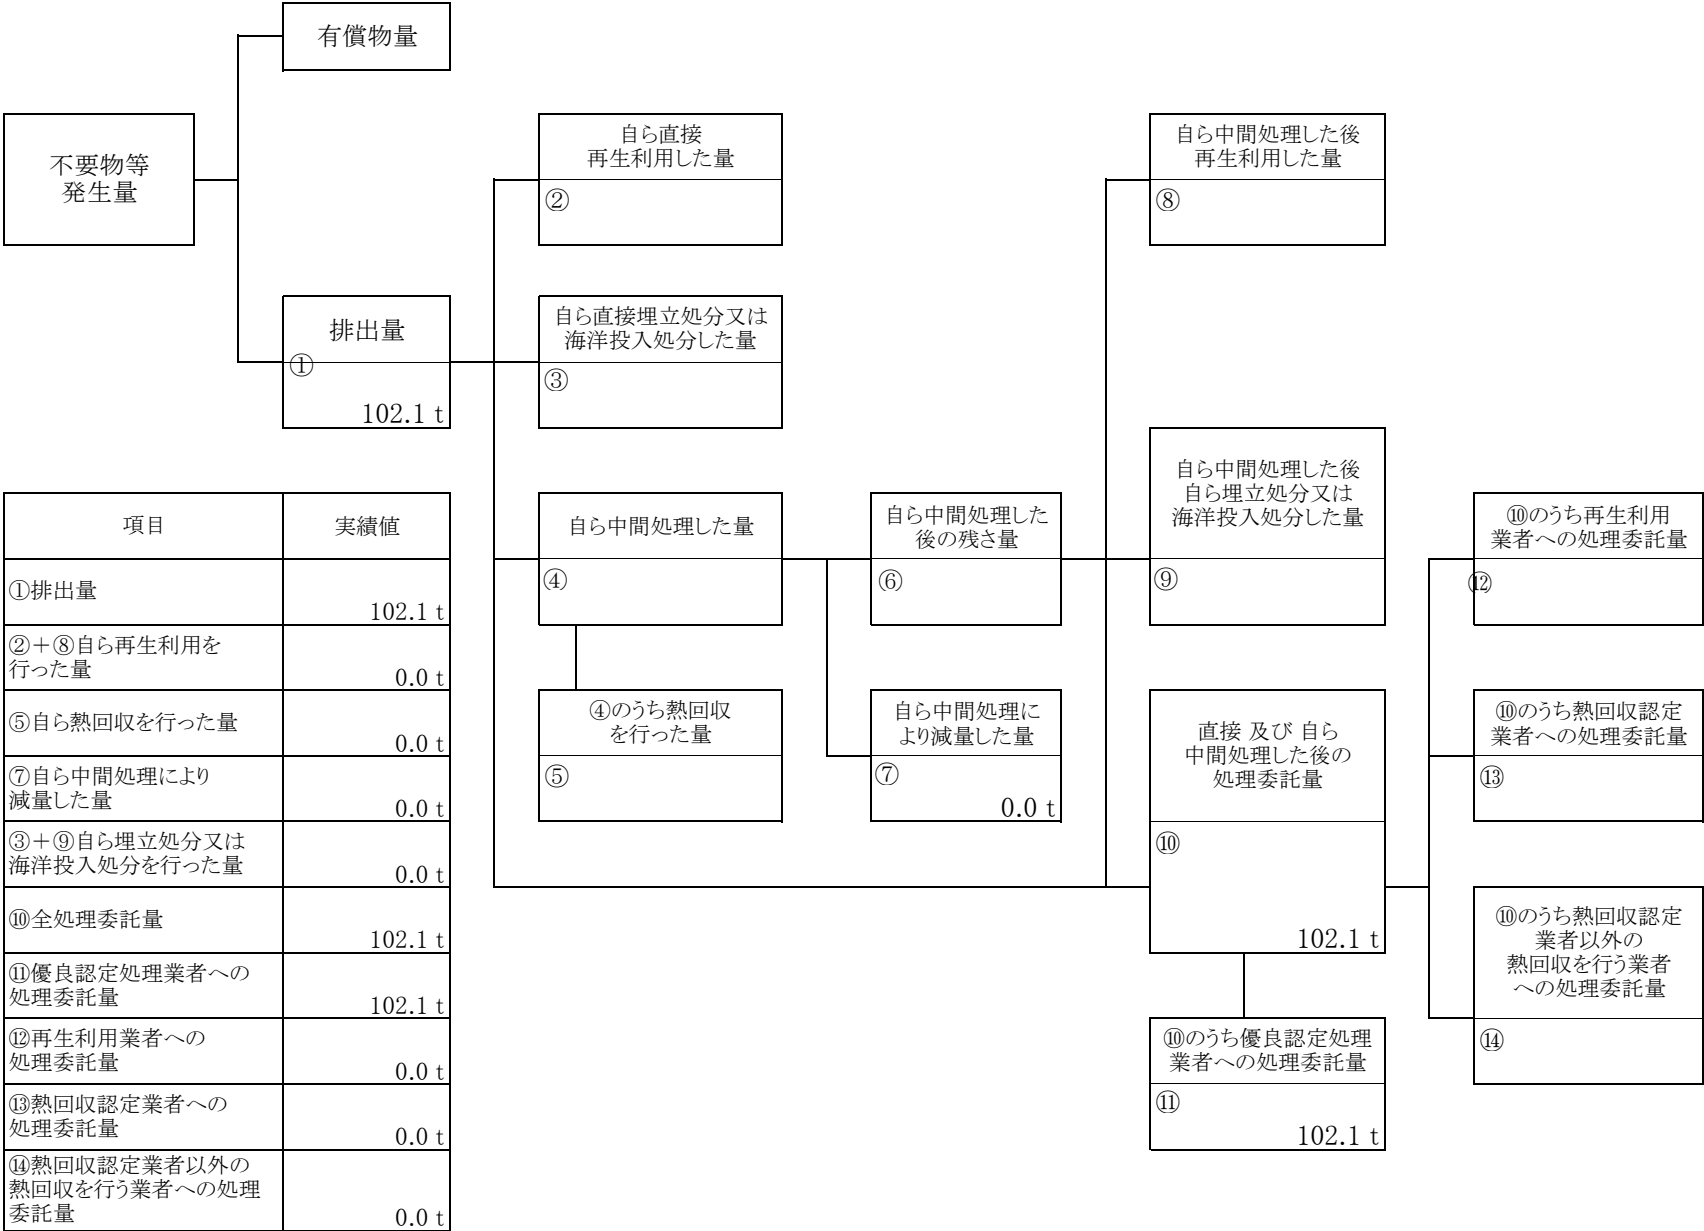 有償物量
不要物等
発生量
自ら直接
再生利用した量
②
自ら中間処理した後
再生利用した量
⑧
排出量
①
102.1 t
自ら直接埋立処分又は
海洋投入処分した量
③
自ら中間処理した量
④
自ら中間処理した
後の残さ量
⑥
自ら中間処理した後
自ら埋立処分又は
海洋投入処分した量
⑨
⑩のうち再生利用
業者への処理委託量
⑫
④のうち熱回収
を行った量
⑤
自ら中間処理に
より減量した量
⑦
0.0 t
直接 及び 自ら
中間処理した後の
処理委託量
⑩
102.1 t
⑩のうち熱回収認定
業者への処理委託量
⑬
⑩のうち熱回収認定
業者以外の
熱回収を行う業者
への処理委託量
⑭
⑩のうち優良認定処理
業者への処理委託量
⑪
102.1 t
項目 実績値
①排出量
102.1 t
②＋⑧自ら再生利用を
行った量
0.0 t
⑤自ら熱回収を行った量
0.0 t
⑦自ら中間処理により
減量した量
0.0 t
③＋⑨自ら埋立処分又は
海洋投入処分を行った量
0.0 t
⑩全処理委託量
102.1 t
⑪優良認定処理業者への
処理委託量
102.1 t
⑫再生利用業者への
処理委託量
0.0 t
⑬熱回収認定業者への
処理委託量
0.0 t
⑭熱回収認定業者以外の
熱回収を行う業者への処理
委託量
0.0 t